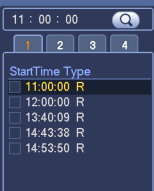 11 : 00 : 00
1 2 3 4
StartTime Type
11:00:00 R
12:00:00 R
13:40:09 R
14:43:38 R
14:53:50 R